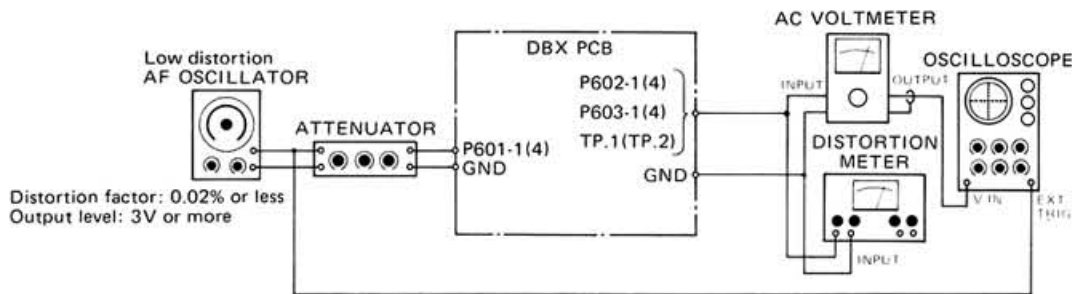 Low distortion
AF OSCILLATOR
Distortion factor: 0.02% or less
Output level: 3V or more
ATTENUATOR
DBX PCB
P601-1(4)
GND
P602-1(4)
P603-1(4)
TP.1(TP.2)
GND
AC VOLTMETER
INPUT
OUTPUT
DISTORTION
METER
INPUT
OSCILLOSCOPE
V IN
EXT
TRIG